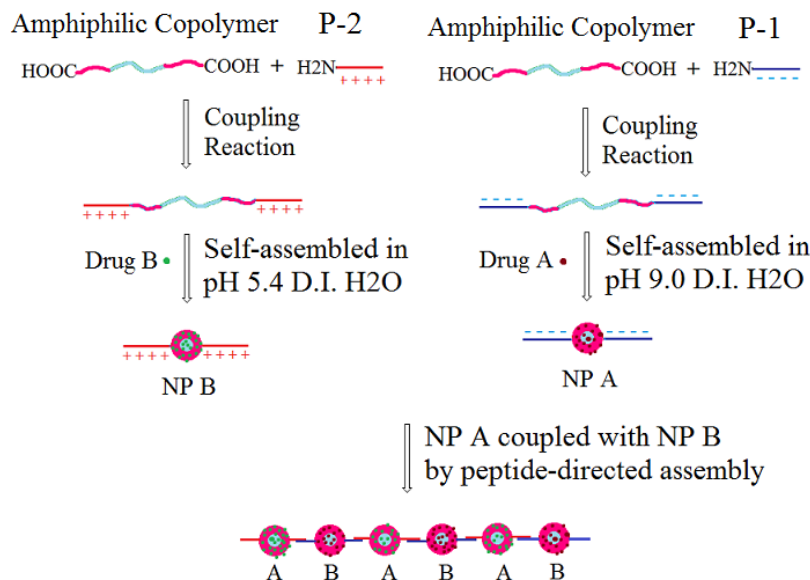 Amphiphilic Copolymer P-2
HOOC COOH + H2N
++++
Coupling
Reaction
++++ ++++
Drug B
Self-assembled in
pH 5.4 D.I. H2O
++++ ++++
NP B
Amphiphilic Copolymer P-1
HOOC COOH + H2N
----
Coupling
Reaction
---- ----
Drug A
Self-assembled in
pH 9.0 D.I. H2O
---- ----
NP A
NP A coupled with NP B
by peptide-directed assembly
A B A B A B